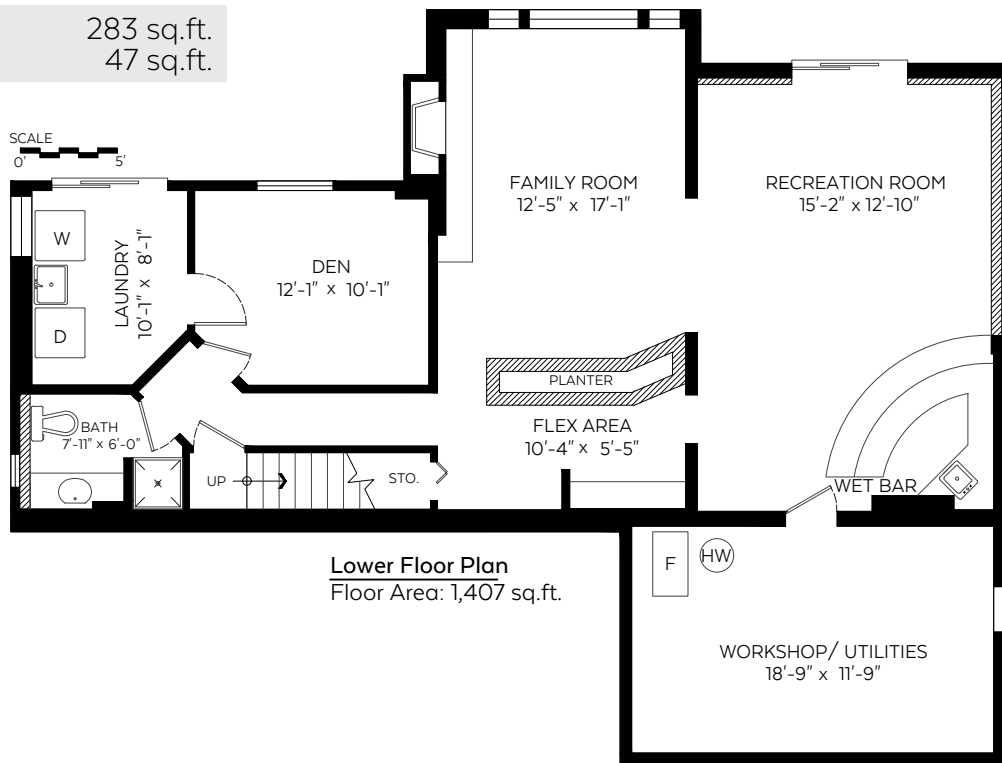 283 sq.ft.
47 sq.ft.
SCALE
0' 5'
FAMILY ROOM
12'-5" x 17'-1"
RECREATION ROOM
15'-2" x 12'-10"
W
LAUNDRY
10'-1" x 8'-1"
D
DEN
12'-1" x 10'-1"
PLANTER
BATH
7'-11" x 6'-0"
FLEX AREA
10'-4" x 5'-5"
UP
STO.
WET BAR
Lower Floor Plan
Floor Area: 1,407 sq.ft.
F
HW
WORKSHOP/ UTILITIES
18'-9" x 11'-9"